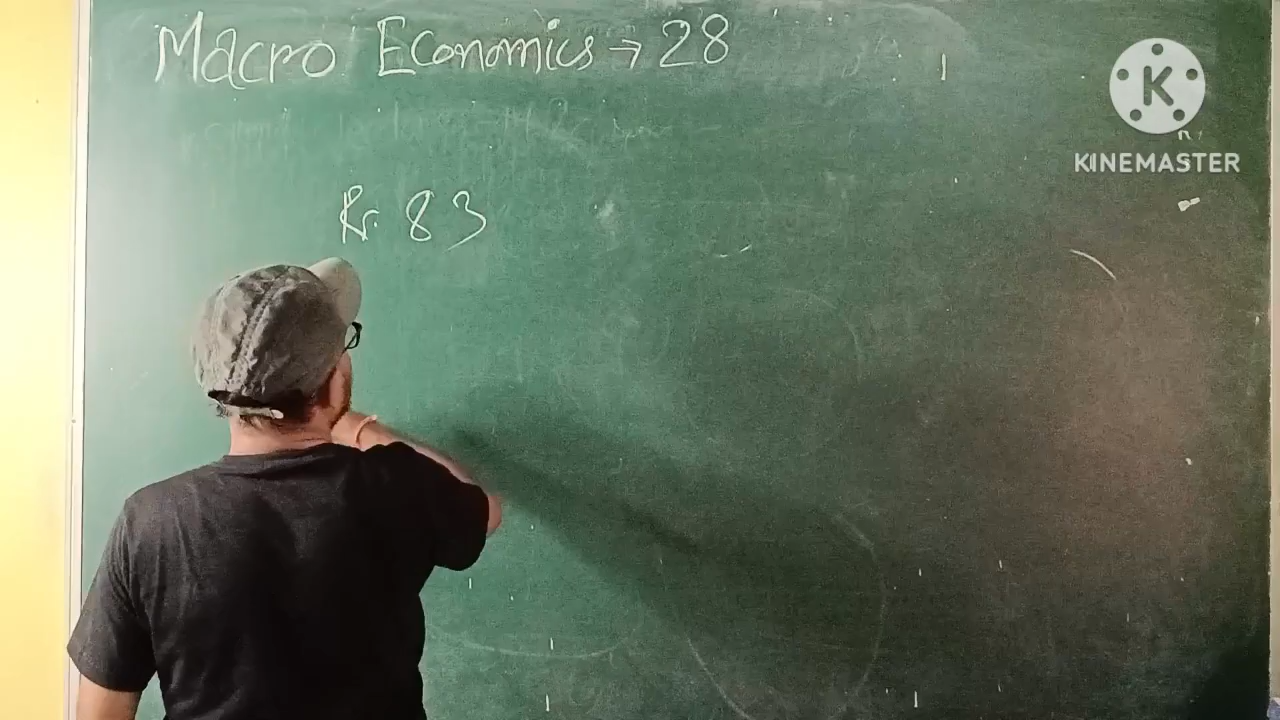 Macro Economics → 28
K
KINEMASTER
Rs. 83